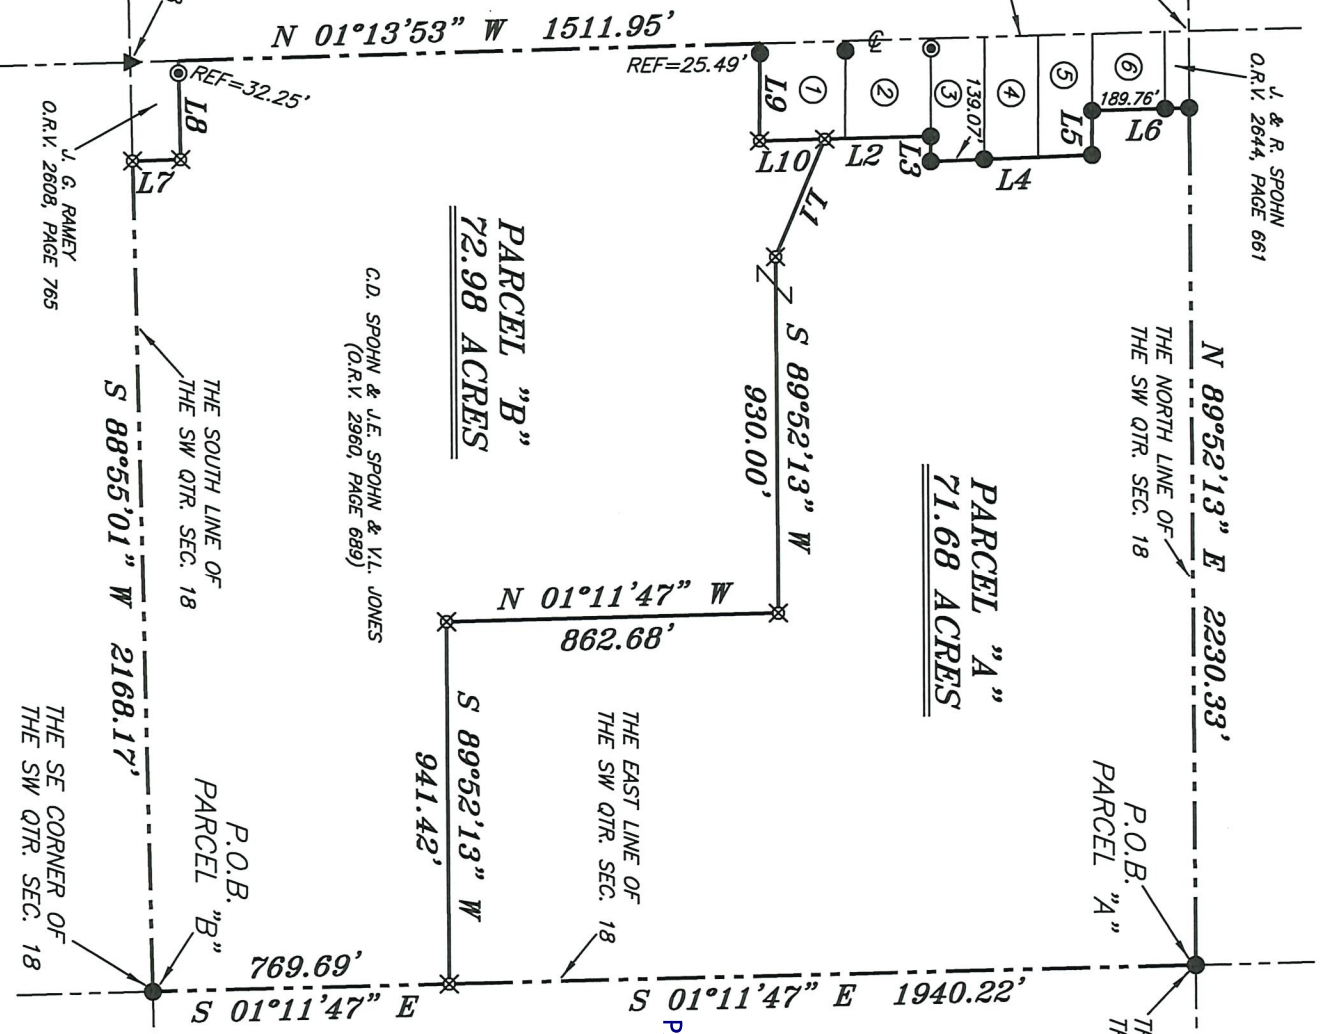 N 01°13'53" W 1511.95'
REF=25.49'
REF=32.25'
L8
L7
J. G. RAMEY
O.R.V. 2608, PAGE 765
L9
L10
L2
L3
139.07'
L4
L5
189.76'
L6
①
②
③
④
⑤
⑥
℄
J. & R. SPOHN
O.R.V. 2644, PAGE 661
L1
PARCEL "B"
72.98 ACRES
C.D. SPOHN & J.E. SPOHN & V.L. JONES
(O.R.V. 2960, PAGE 689)
S 89°52'13" W
930.00'
THE NORTH LINE OF
THE SW QTR. SEC. 18
N 89°52'13" E 2230.33'
PARCEL "A"
71.68 ACRES
THE SOUTH LINE OF
THE SW QTR. SEC. 18
S 88°55'01" W 2168.17'
N 01°11'47" W
862.68'
S 89°52'13" W
941.42'
THE EAST LINE OF
THE SW QTR. SEC. 18
P.O.B.
PARCEL "A"
P.O.B.
PARCEL "B"
THE SE CORNER OF
THE SW QTR. SEC. 18
769.69'
S 01°11'47" E
S 01°11'47" E 1940.22'
P